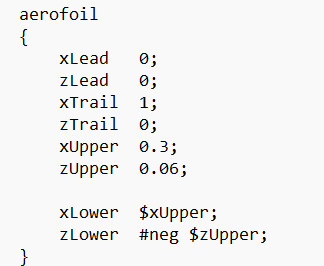 aerofoil
{
    xLead   0;
    zLead   0;
    xTrail  1;
    zTrail  0;
    xUpper  0.3;
    zUpper  0.06;

    xLower  $xUpper;
    zLower  #neg $zUpper;
}